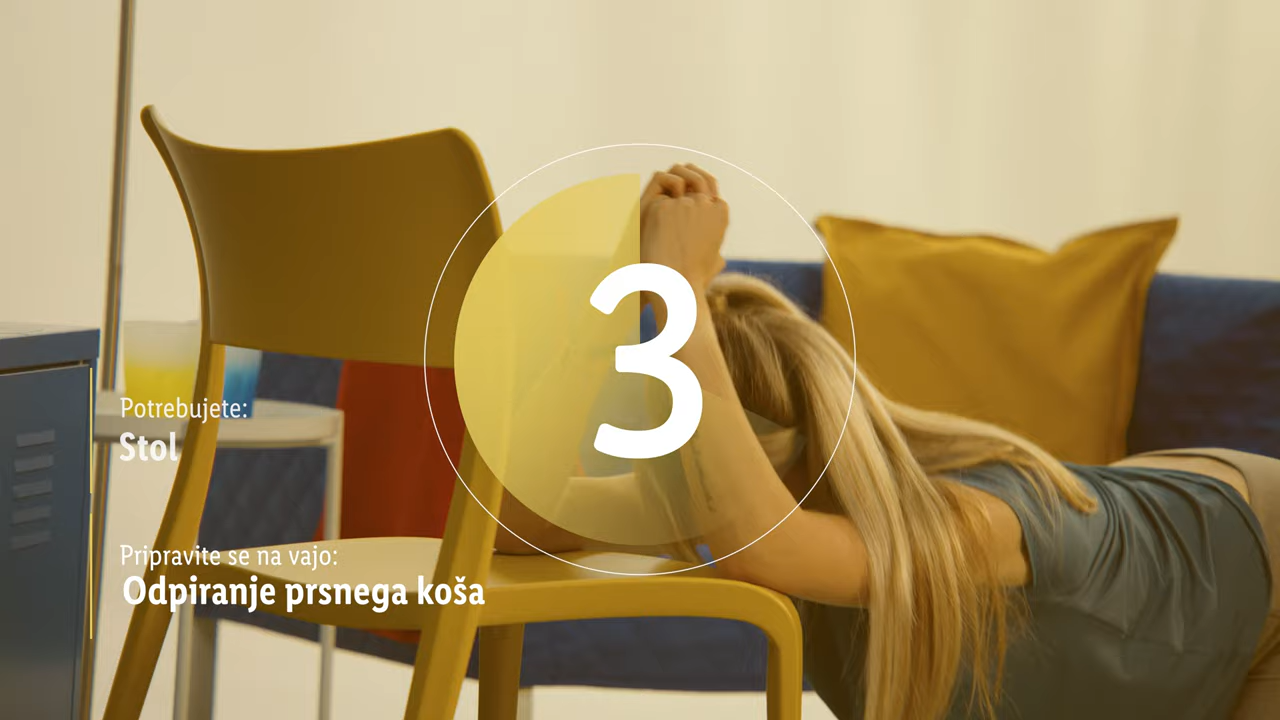 3
Potrebujete:
Stol
Pripravite se na vajo:
Odpiranje prsnega koša